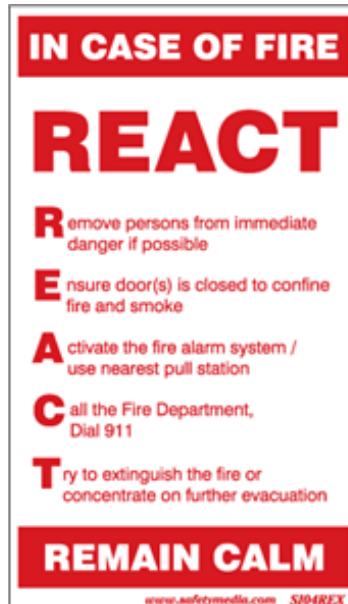 IN CASE OF FIRE
REACT
Remove persons from immediate
danger if possible
Ensure door(s) is closed to confine
fire and smoke
Activate the fire alarm system /
use nearest pull station
Call the Fire Department,
Dial 911
Try to extinguish the fire or
concentrate on further evacuation
REMAIN CALM
www.safetymedia.com SI04REX